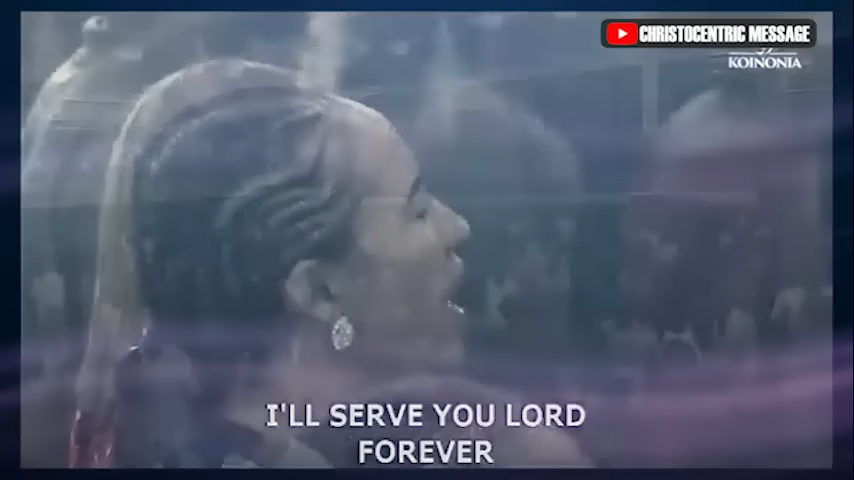 CHRISTOCENTRIC MESSAGE
KOINONIA
I'LL SERVE YOU LORD
FOREVER